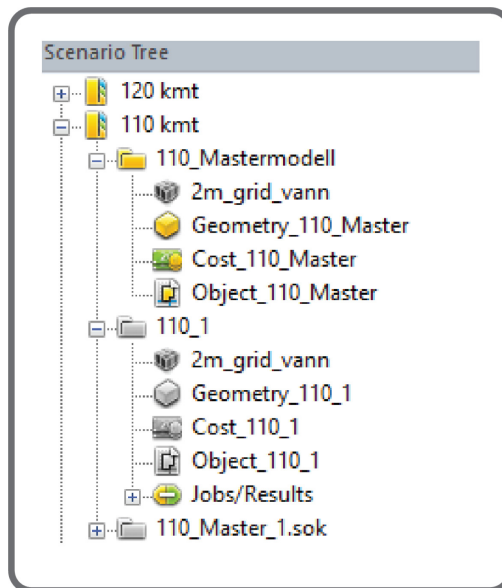 Scenario Tree
120 kmt
110 kmt
110_Mastermodell
2m_grid_vann
Geometry_110_Master
Cost_110_Master
Object_110_Master
110_1
2m_grid_vann
Geometry_110_1
Cost_110_1
Object_110_1
Jobs/Results
110_Master_1.sok